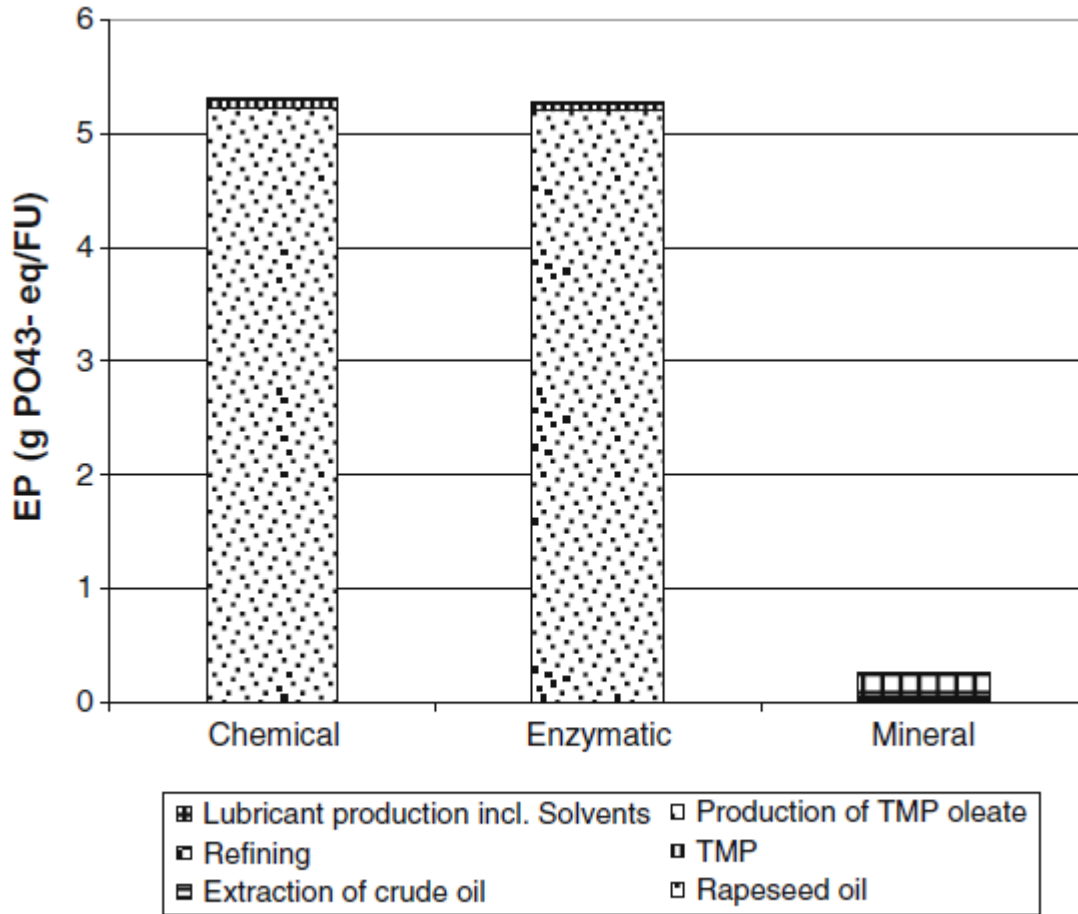 6
5
4
3
2
1
0
EP (g PO43- eq/FU)
Chemical Enzymatic Mineral
Lubricant production incl. Solvents Production of TMP oleate
Refining TMP
Extraction of crude oil Rapeseed oil